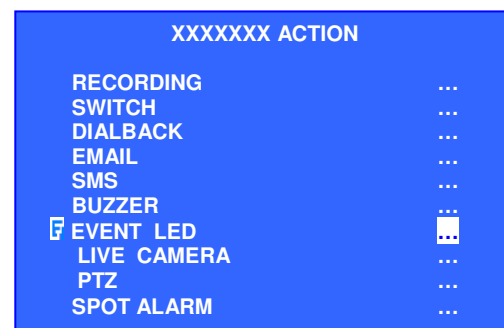 XXXXXXX ACTION
RECORDING ...
SWITCH ...
DIALBACK ...
EMAIL ...
SMS ...
BUZZER ...
F EVENT LED ...
LIVE CAMERA ...
PTZ ...
SPOT ALARM ...